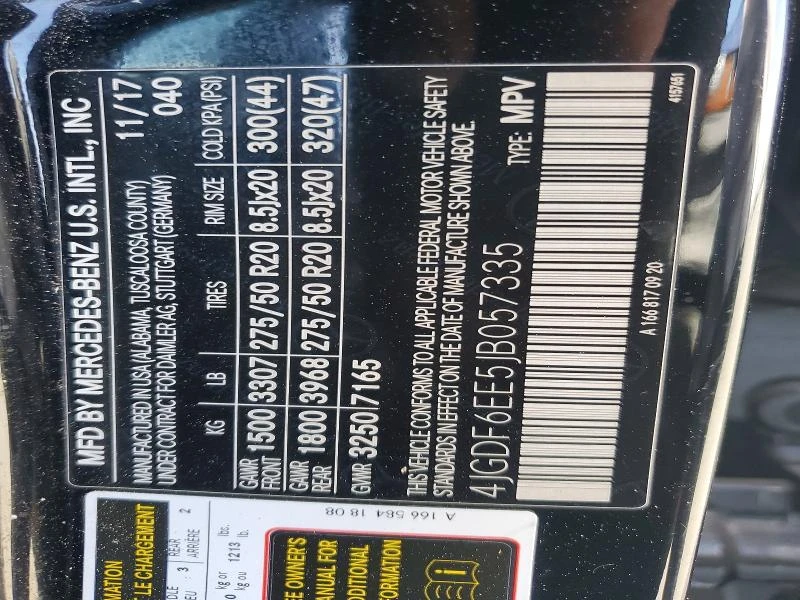 MFD BY MERCEDES-BENZ U.S. INTL., INC
MANUFACTURED IN USA (ALABAMA, TUSCALOOSA COUNTY) 11/17
UNDER CONTRACT FOR DAIMLER AG, STUTTGART (GERMANY) 040
KG LB TIRES RIM SIZE COLD KPA (PSI)
GAWR FRONT 1500 3307 275/50 R20 8.5Jx20 300(44)
GAWR REAR 1800 3968 275/50 R20 8.5Jx20 320(47)
GVWR 3250/7165
THIS VEHICLE CONFORMS TO ALL APPLICABLE FEDERAL MOTOR VEHICLE SAFETY
STANDARDS IN EFFECT ON THE DATE OF MANUFACTURE SHOWN ABOVE.
4JGDF6EE5JB057335 TYPE: MPV
A 166 817 09 20
4157651
A 166 584 18 08
LE CHARGEMENT
3 REAR 2
ARRIÈRE
kg or 1213 lbs.
kg ou lb.
OWNER'S
FOR